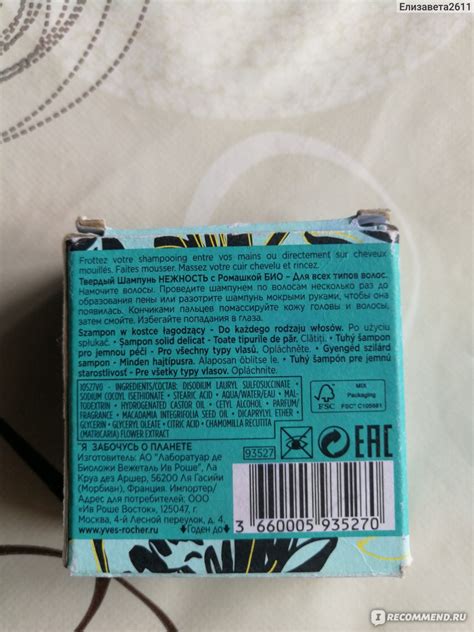 Елизавета2611
Frottez votre shampooing entre vos mains ou directement sur cheveux
mouillés. Faites mousser. Massez votre cuir chevelu et rincez.
Твердый Шампунь НЕЖНОСТЬ с Ромашкой БИО - Для всех типов волос.
Намочите волосы. Проведите шампунем по волосам несколько раз до
образования пены или разотрите шампунь мокрыми руками, чтобы она
появилась. Кончиками пальцев помассируйте кожу головы и волосы,
затем смойте. Избегайте попадания в глаза.
Szampon w kostce łagodzący - Do każdego rodzaju włosów. Po użyciu
spłukać. • Șampon solid delicat - Toate tipurile de păr. Clătiți. • Tuhý šampon
pro jemnou péči - Pro všechny typy vlasů. Opláchněte. • Gyengéd szilárd
sampon - Minden hajtípusra. Alaposan öblítse le. • Tuhý šampón pre jemnú
starostlivosť - Pre všetky typy vlasov. Opláchnite.
10527V0 - INGREDIENTS/COSTAB: DISODIUM LAURYL SULFOSUCCINATE •
SODIUM COCOYL ISETHIONATE • STEARIC ACID • AQUA/WATER/EAU • MAL-
TODEXTRIN • HYDROGENATED CASTOR OIL • CETYL ALCOHOL • PARFUM/
FRAGRANCE • MACADAMIA INTEGRIFOLIA SEED OIL • DICAPRYLYL ETHER •
GLYCERIN • GLYCERYL OLEATE • CITRIC ACID • CHAMOMILLA RECUTITA
(MATRICARIA) FLOWER EXTRACT
FSC
MIX
Packaging
FSC® C105681
Я ЗАБОЧУСЬ О ПЛАНЕТЕ
Изготовитель: АО «Лаборатуар де
Биоложи Вежеталь Ив Роше», Ла
Круа дез Аршер, 56200 Ля Гасийи
(Морбиан), Франция. Импортер/
Адрес для потребителей: ООО
«Ив Роше Восток», 125047, г.
Москва, 4-й Лесной переулок, д. 4.
www.yves-rocher.ru
Годен до
93527
EAC
3 660005 935270
IRECOMMEND.RU